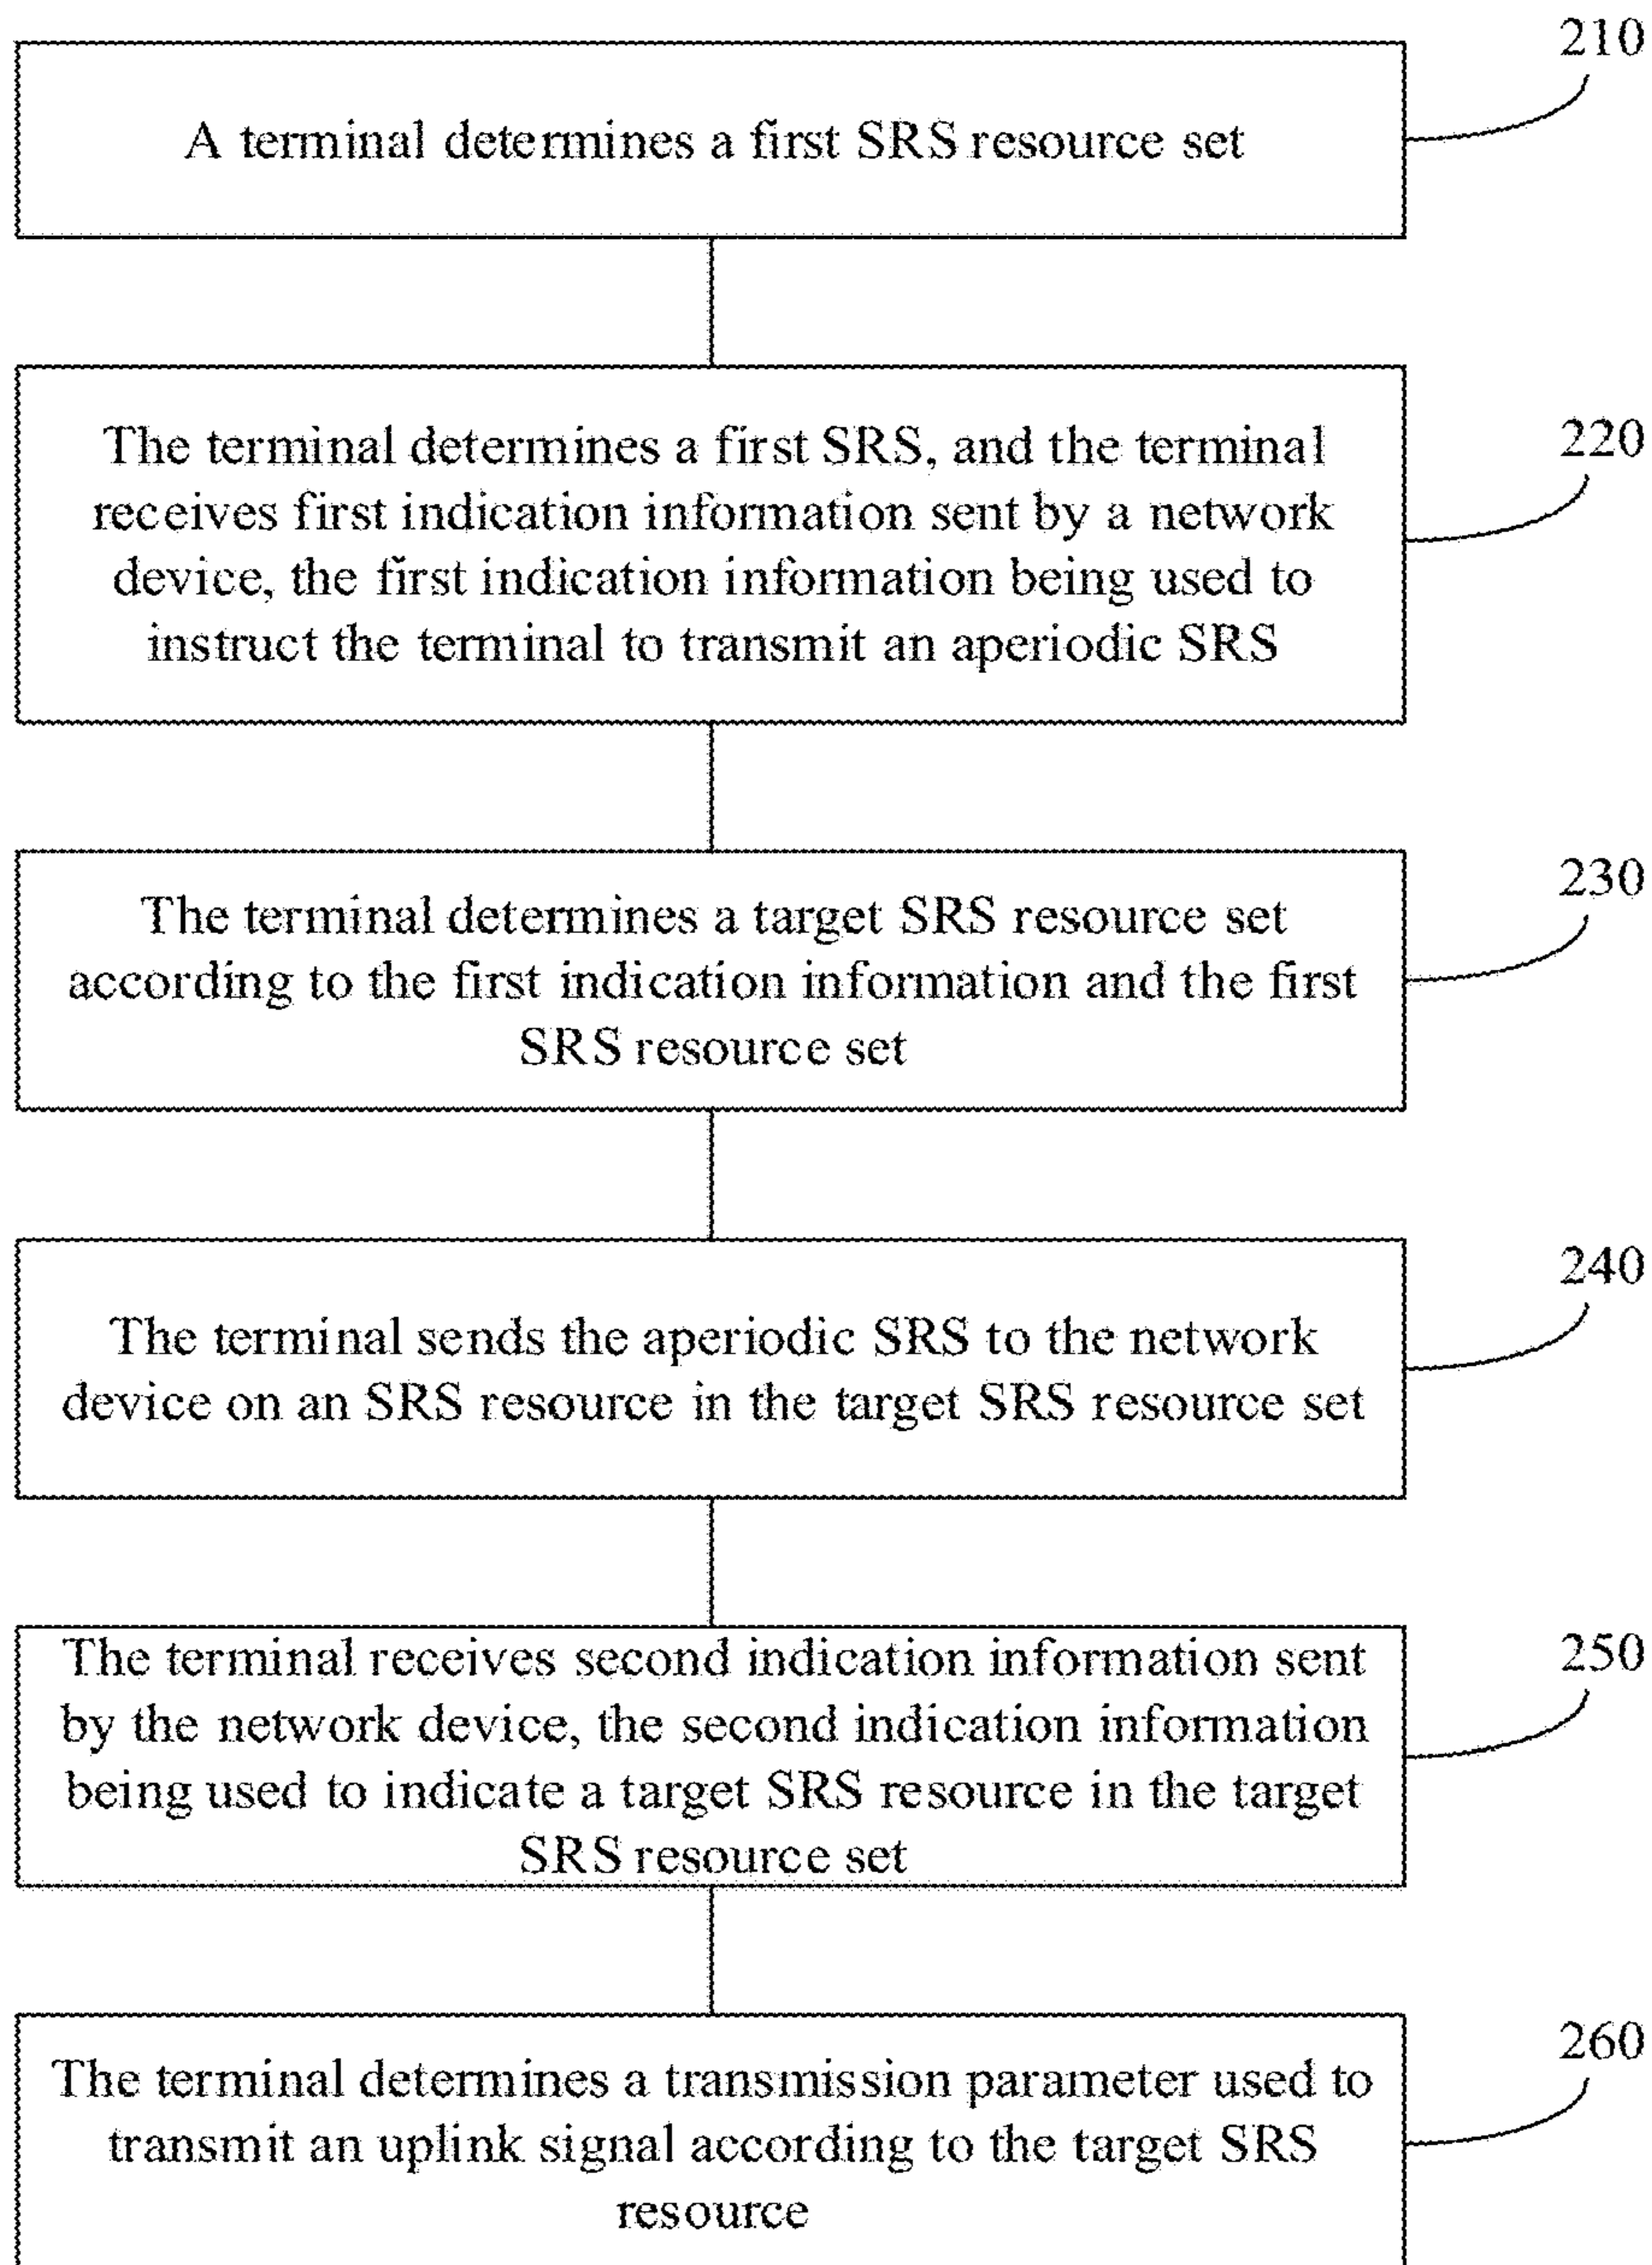 210
A terminal determines a first SRS resource set
220
The terminal determines a first SRS, and the terminal
receives first indication information sent by a network
device, the first indication information being used to
instruct the terminal to transmit an aperiodic SRS
230
The terminal determines a target SRS resource set
according to the first indication information and the first
SRS resource set
240
The terminal sends the aperiodic SRS to the network
device on an SRS resource in the target SRS resource set
250
The terminal receives second indication information sent
by the network device, the second indication information
being used to indicate a target SRS resource in the target
SRS resource set
260
The terminal determines a transmission parameter used to
transmit an uplink signal according to the target SRS
resource